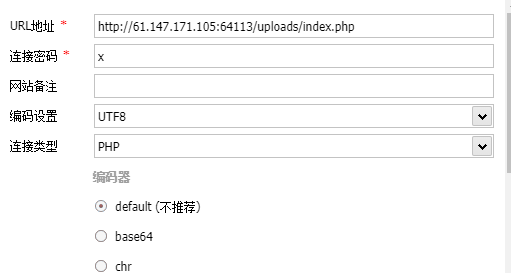 URL地址 * http://61.147.171.105:64113/uploads/index.php
连接密码 * x
网站备注
编码设置 UTF8
连接类型 PHP
编码器
default (不推荐)
base64
chr